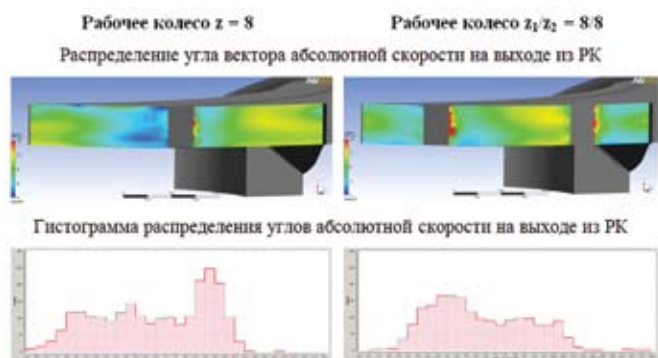 Рабочее колесо z = 8
Рабочее колесо z₁/z₂ = 8/8
Распределение угла вектора абсолютной скорости на выходе из РК
Гистограмма распределения углов абсолютной скорости на выходе из РК